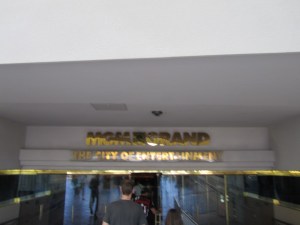 MGM GRAND
THE CITY OF ENTERTAINMENT